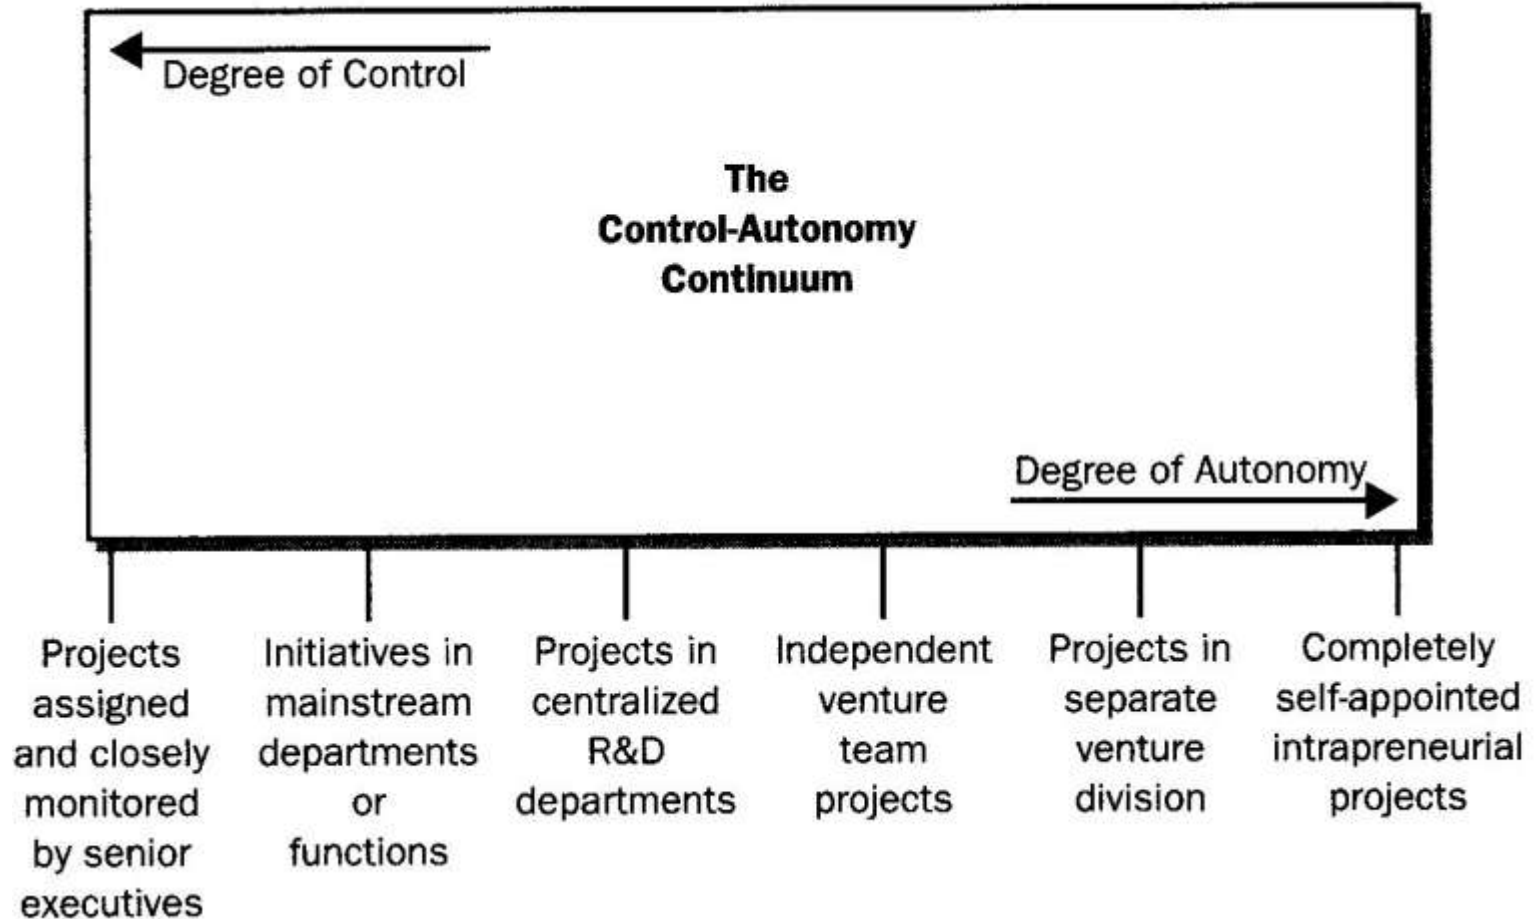 Degree of Control
The
Control-Autonomy
Continuum
Degree of Autonomy
Projects
assigned
and closely
monitored
by senior
executives
Initiatives in
mainstream
departments
or
functions
Projects in
centralized
R&D
departments
Independent
venture
team
projects
Projects in
separate
venture
division
Completely
self-appointed
intrapreneurial
projects